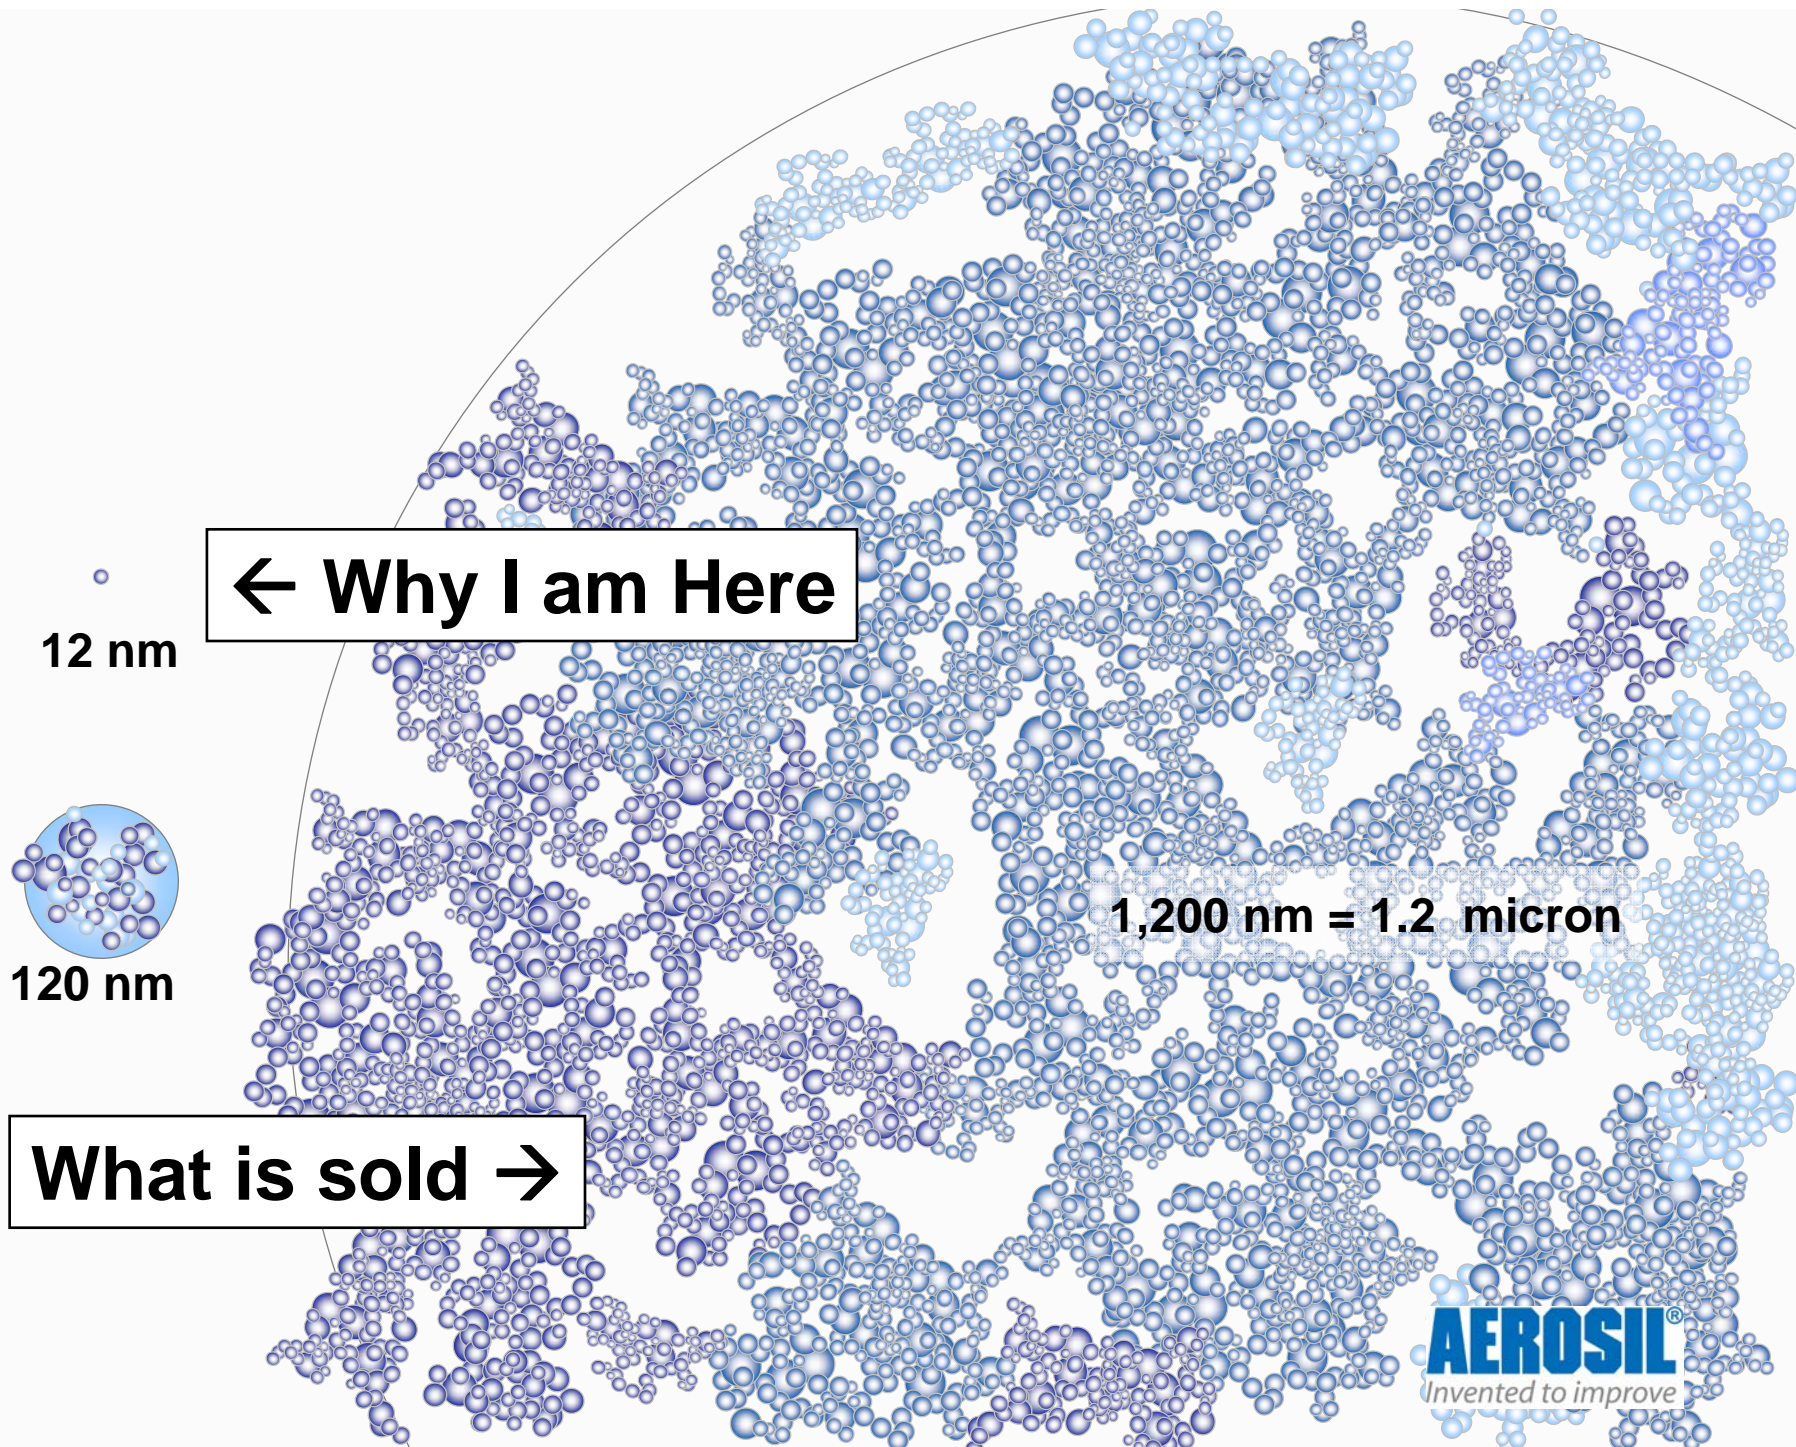 ← Why I am Here
12 nm
1,200 nm = 1.2 micron
120 nm
What is sold →
AEROSIL®
Invented to improve